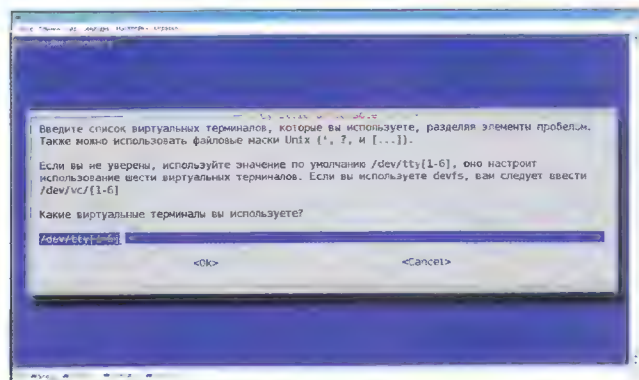 Введите список виртуальных терминалов, которые вы используете, разделяя элементы пробелом.
Также можно использовать файловые маски Unix (*, ?, и [...]).
Если вы не уверены, используйте значение по умолчанию /dev/tty[1-6], оно настроит
использование шести виртуальных терминалов. Если вы используете devfs, вам следует ввести
/dev/vc/[1-6]
Какие виртуальные терминалы вы используете?
/dev/tty[1-6]
<Ok> <Cancel>